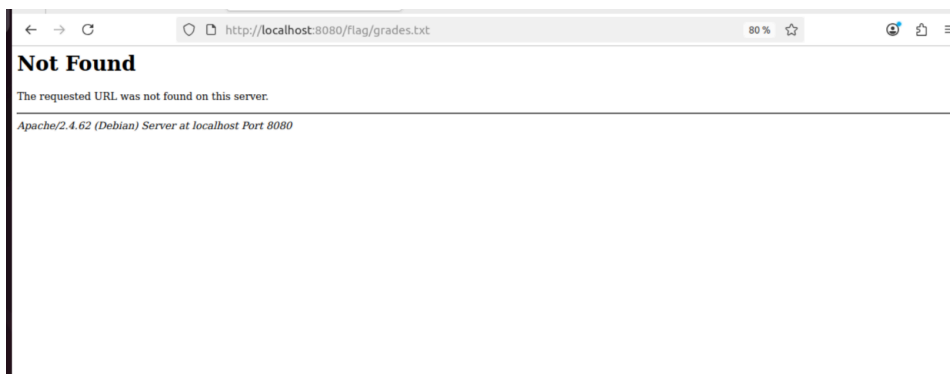 http://localhost:8080/flag/grades.txt
80%
Not Found
The requested URL was not found on this server.
Apache/2.4.62 (Debian) Server at localhost Port 8080